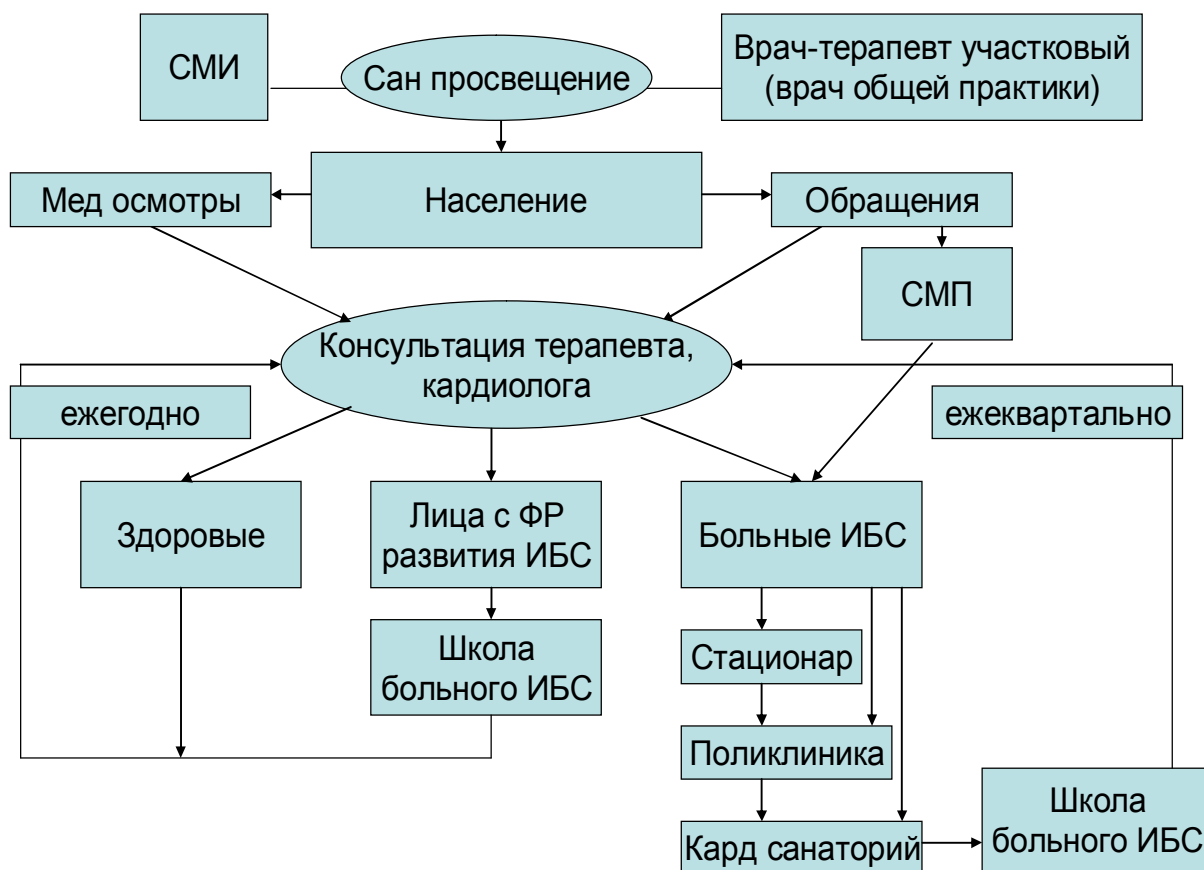 СМИ
Сан просвещение
Врач-терапевт участковый
(врач общей практики)
Мед осмотры
Население
Обращения
СМП
Консультация терапевта,
кардиолога
ежегодно
ежеквартально
Здоровые
Лица с ФР
развития ИБС
Больные ИБС
Школа
больного ИБС
Стационар
Поликлиника
Кард санаторий
Школа
больного ИБС